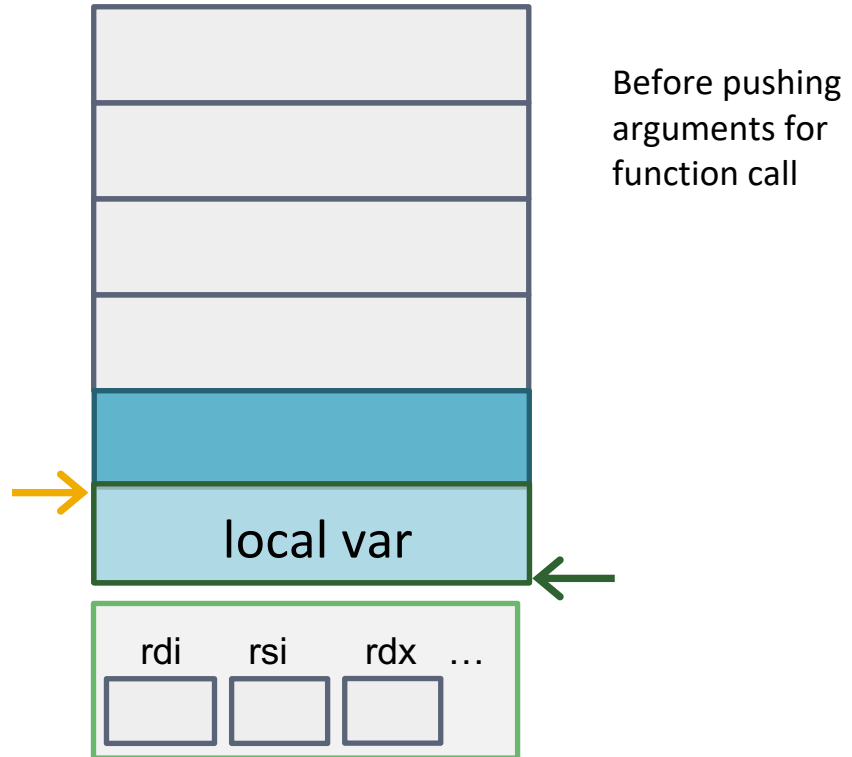 Before pushing
arguments for
function call
local var
rdi rsi rdx …